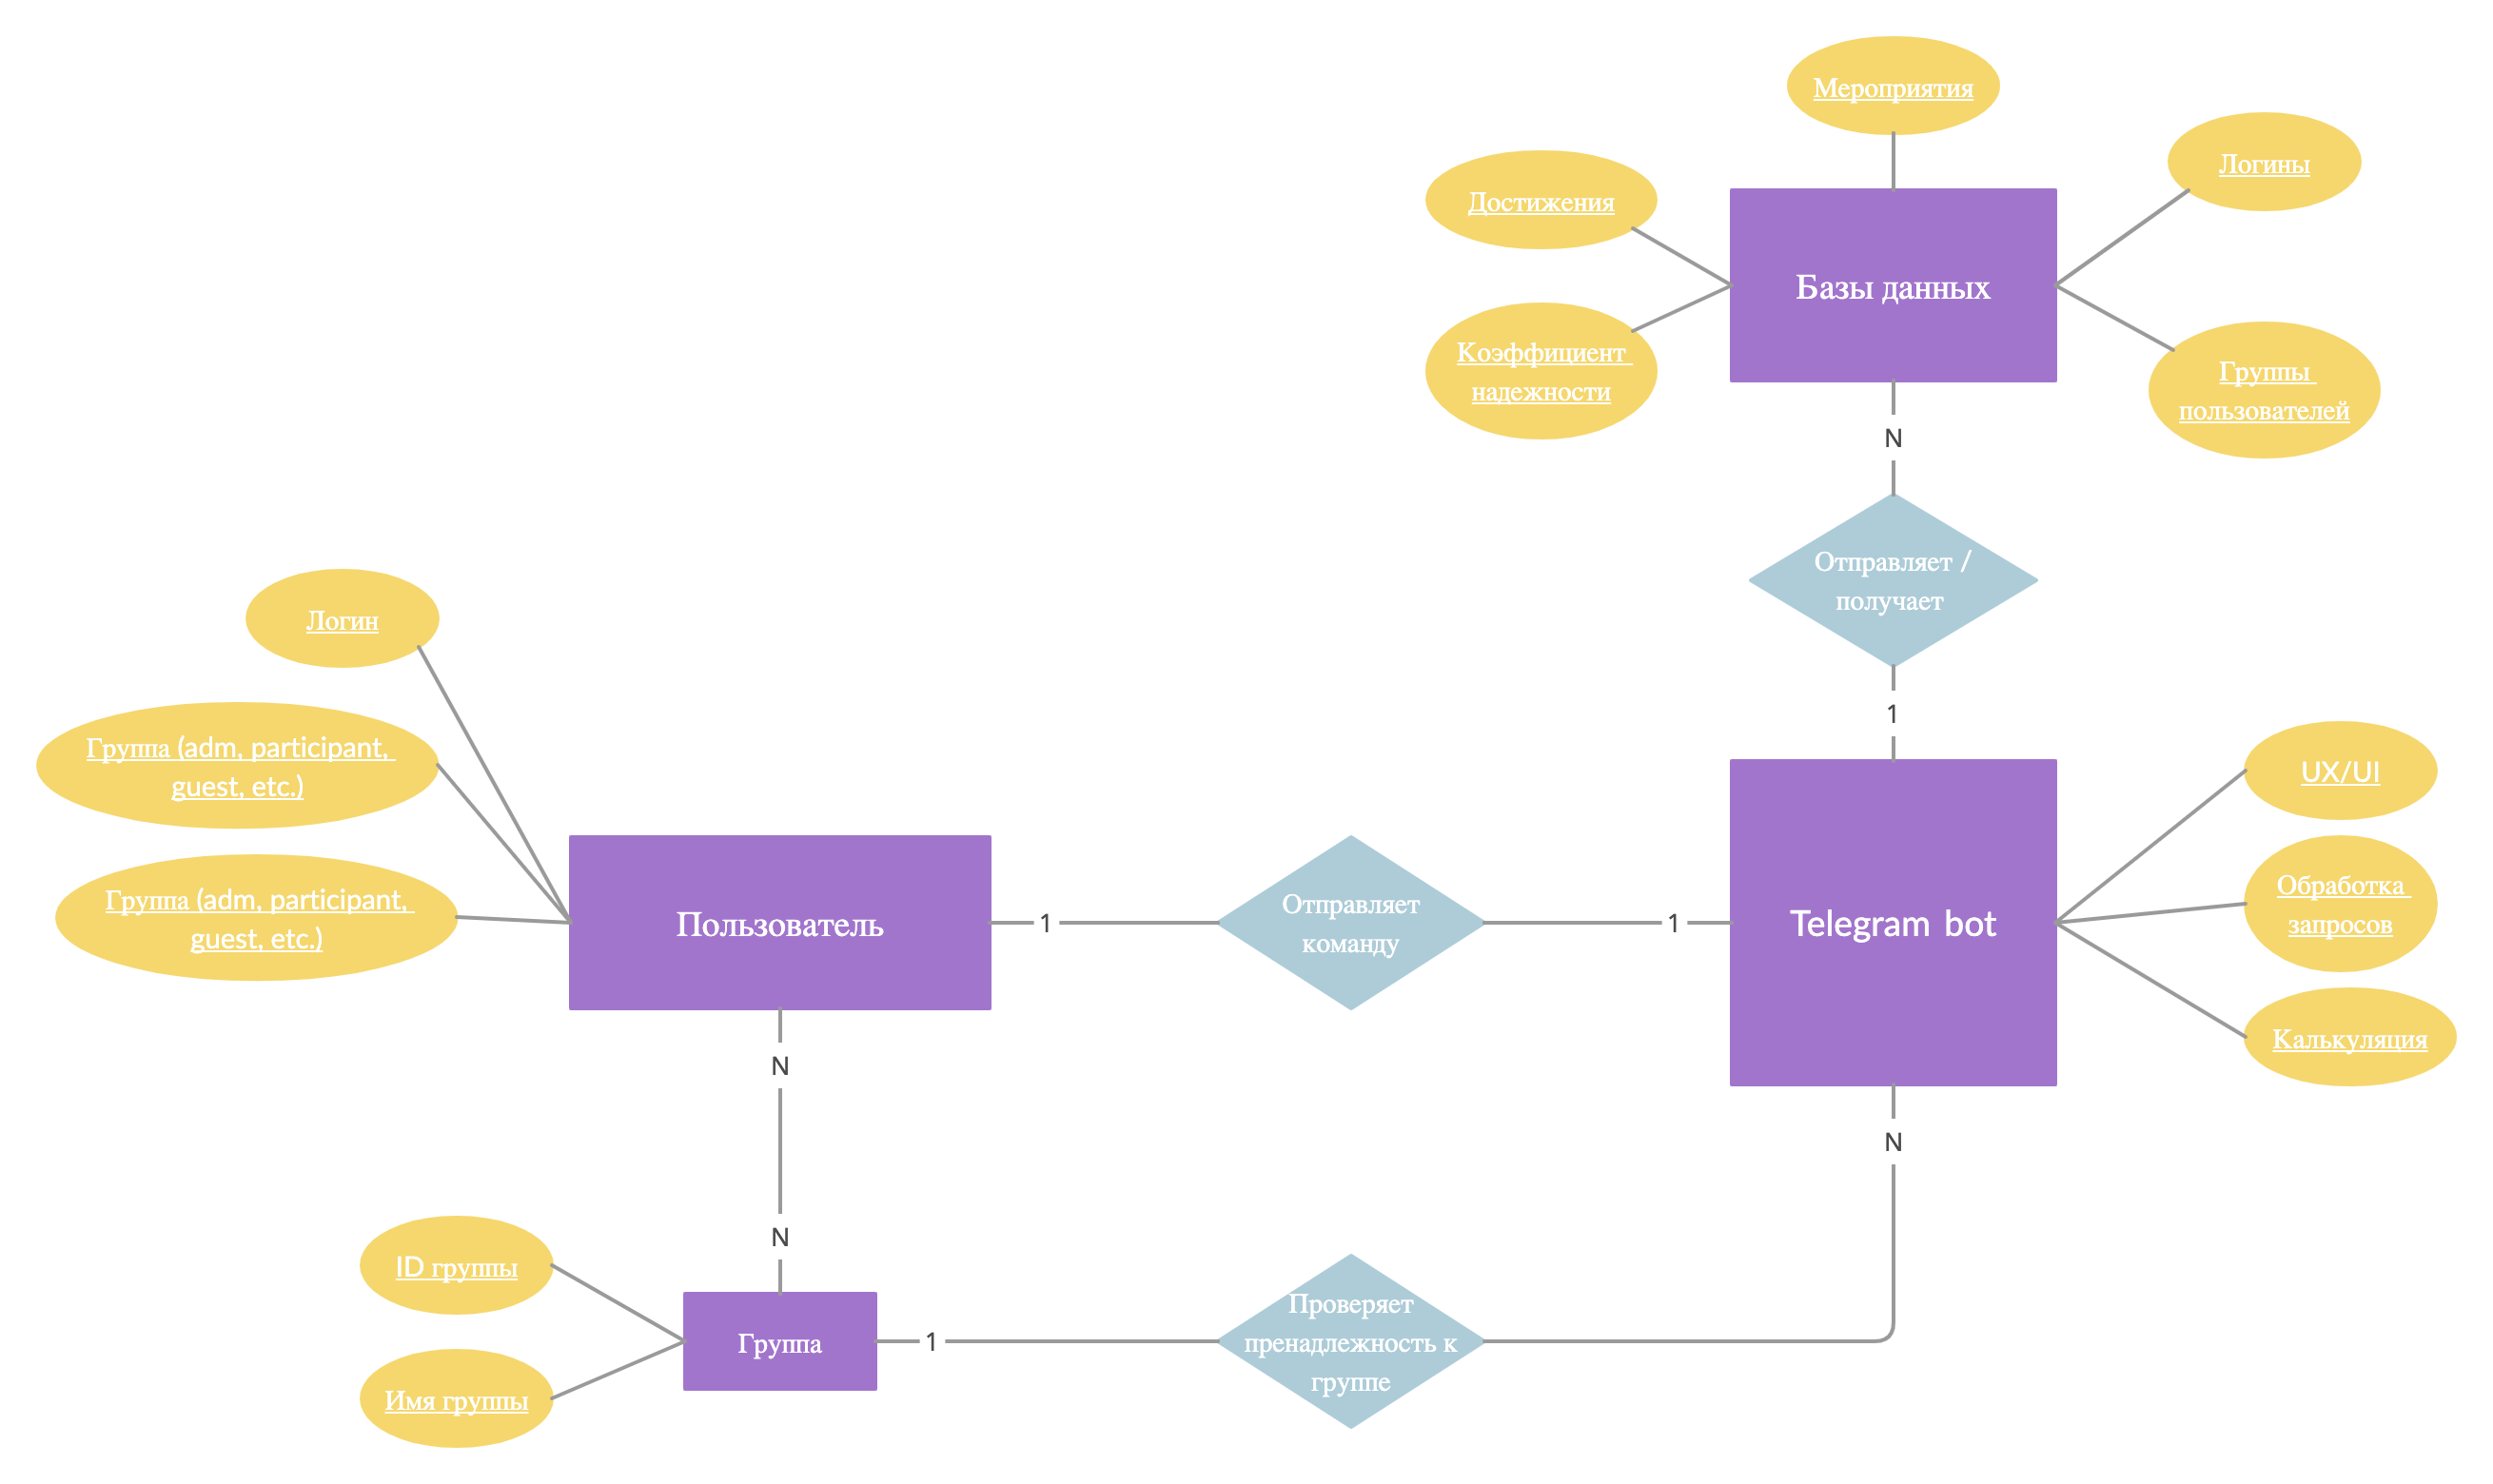 Мероприятия
Логины
Достижения
Базы данных
Коэффициент
надежности
Группы
пользователей
N
Отправляет /
получает
1
Логин
Группа (adm, participant,
guest, etc.)
Группа (adm, participant,
guest, etc.)
Пользователь
1
Отправляет
команду
1
Telegram bot
UX/UI
Обработка
запросов
Калькуляция
N
N
N
ID группы
Имя группы
Группа
1
Проверяет
пренадлежность к
группе